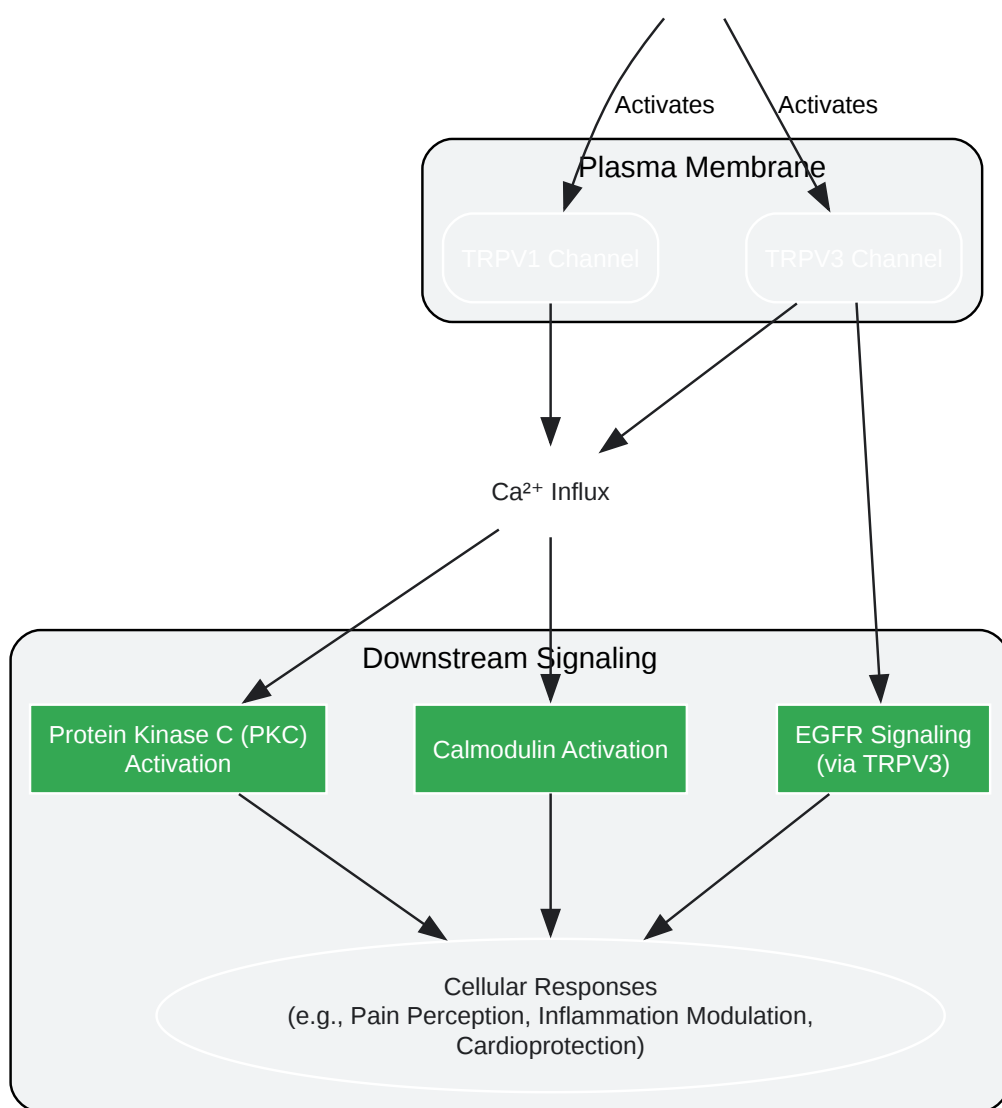 Activates
Activates
Plasma Membrane
TRPV1 Channel
TRPV3 Channel
Ca²⁺ Influx
Downstream Signaling
Protein Kinase C (PKC)
Activation
Calmodulin Activation
EGFR Signaling
(via TRPV3)
Cellular Responses
(e.g., Pain Perception, Inflammation Modulation,
Cardioprotection)